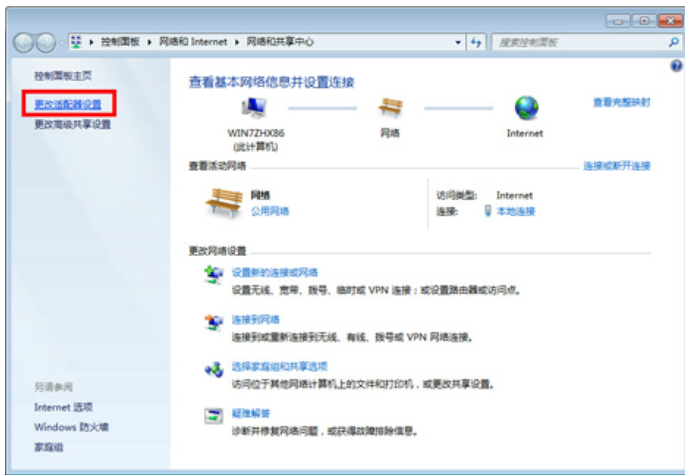 控制面板 ▸ 网络和 Internet ▸ 网络和共享中心
搜索控制面板
控制面板主页
更改适配器设置
更改高级共享设置
查看基本网络信息并设置连接
查看完整映射
WIN7ZHX86
(此计算机)
网络
Internet
查看活动网络
连接或断开连接
网络
公用网络
访问类型: Internet
连接: 本地连接
更改网络设置
设置新的连接或网络
设置无线、宽带、拨号、临时或 VPN 连接；或设置路由器或访问点。
连接到网络
连接到或重新连接到无线、有线、拨号或 VPN 网络连接。
选择家庭组和共享选项
访问位于其他网络计算机上的文件和打印机，或更改共享设置。
疑难解答
诊断并修复网络问题，或获得故障排除信息。
另请参阅
Internet 选项
Windows 防火墙
家庭组